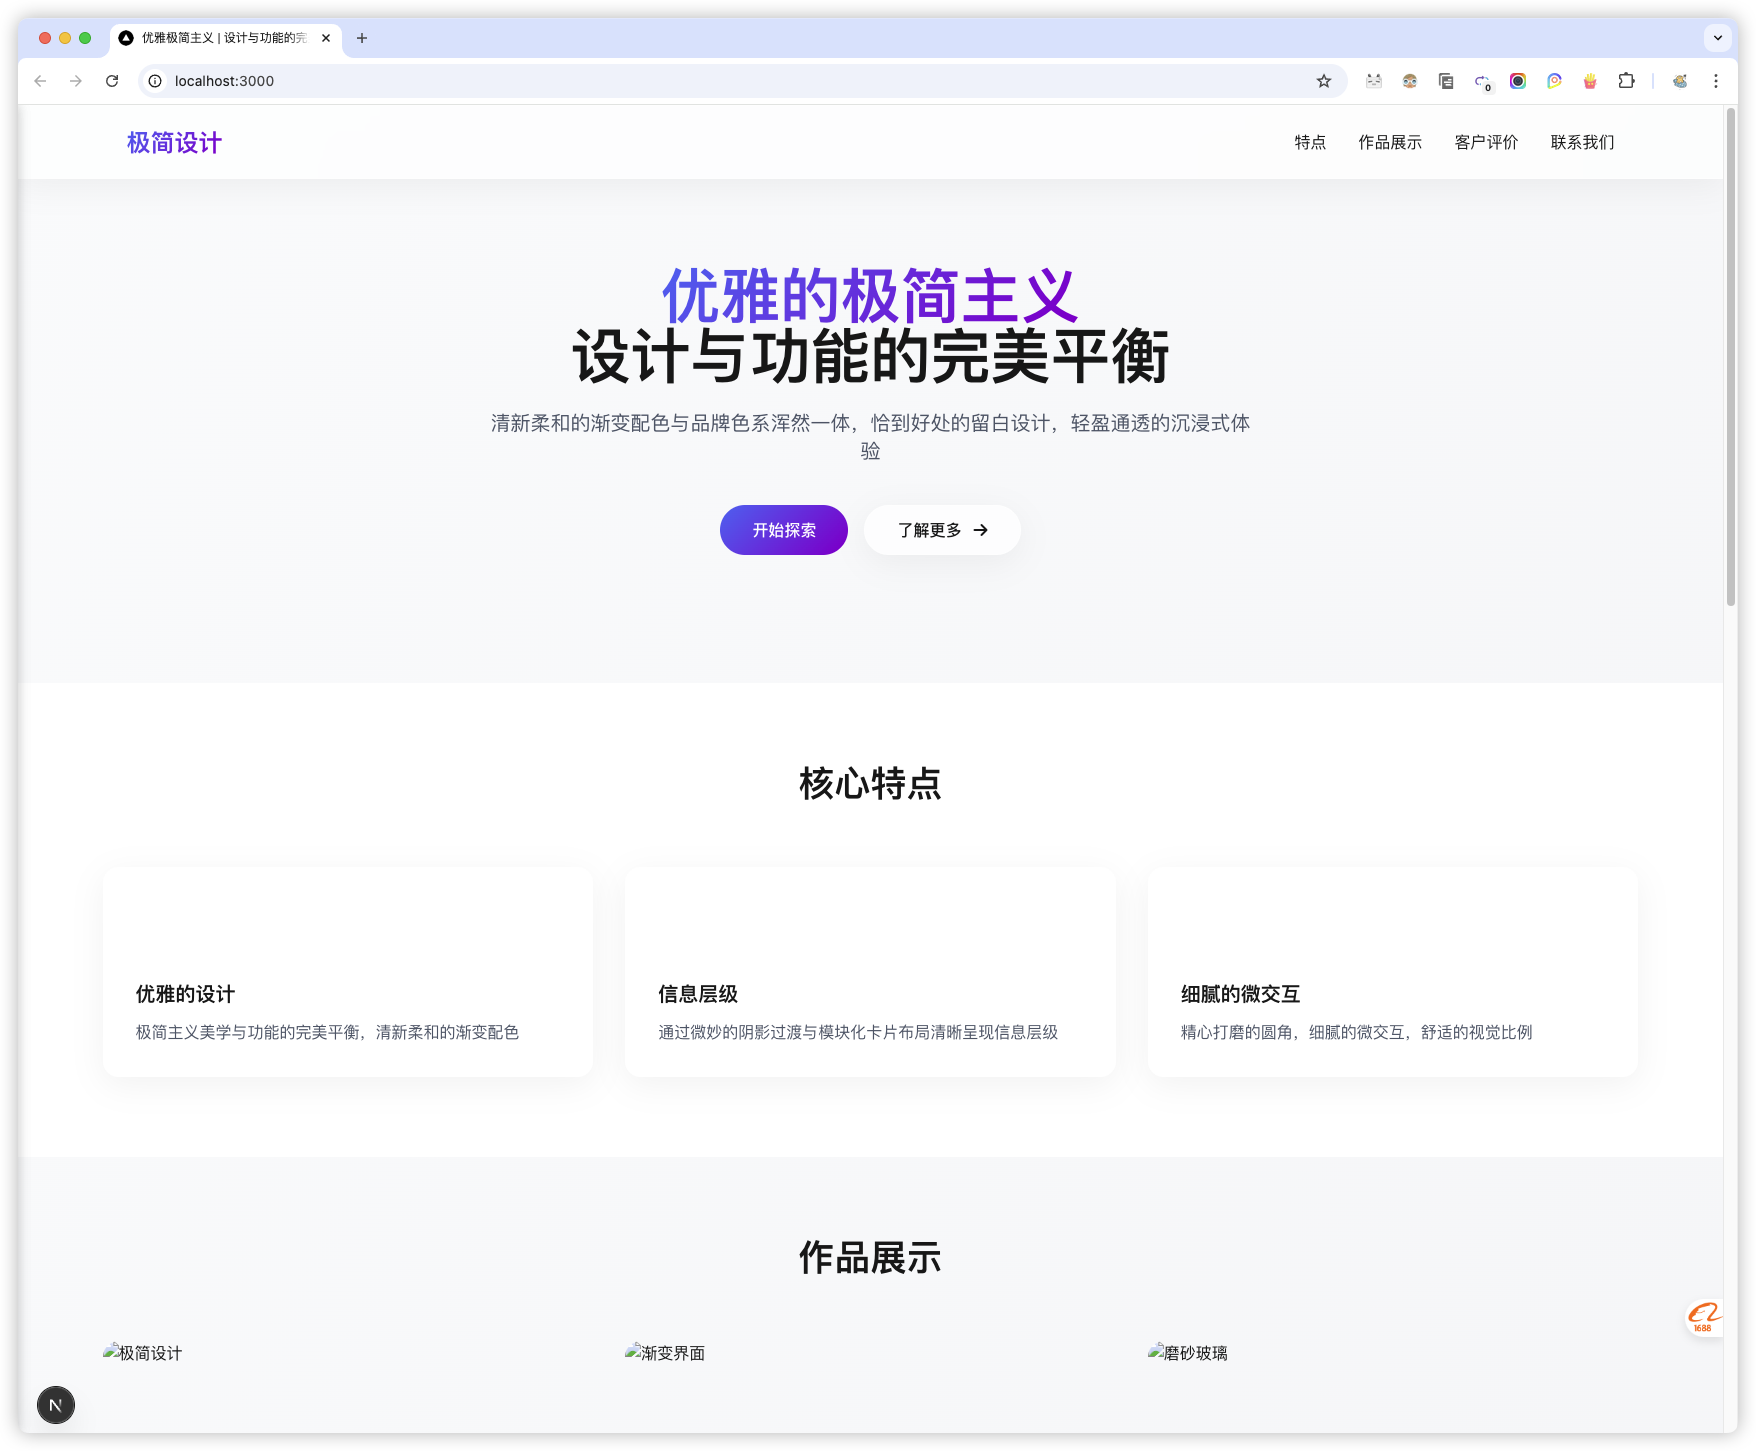 优雅极简主义 | 设计与功能的完
localhost:3000
0
极简设计
特点 作品展示 客户评价 联系我们
优雅的极简主义
设计与功能的完美平衡
清新柔和的渐变配色与品牌色系浑然一体，恰到好处的留白设计，轻盈通透的沉浸式体
验
开始探索 了解更多 →
核心特点
优雅的设计
极简主义美学与功能的完美平衡，清新柔和的渐变配色
信息层级
通过微妙的阴影过渡与模块化卡片布局清晰呈现信息层级
细腻的微交互
精心打磨的圆角，细腻的微交互，舒适的视觉比例
作品展示
极简设计
渐变界面
磨砂玻璃
1688
N